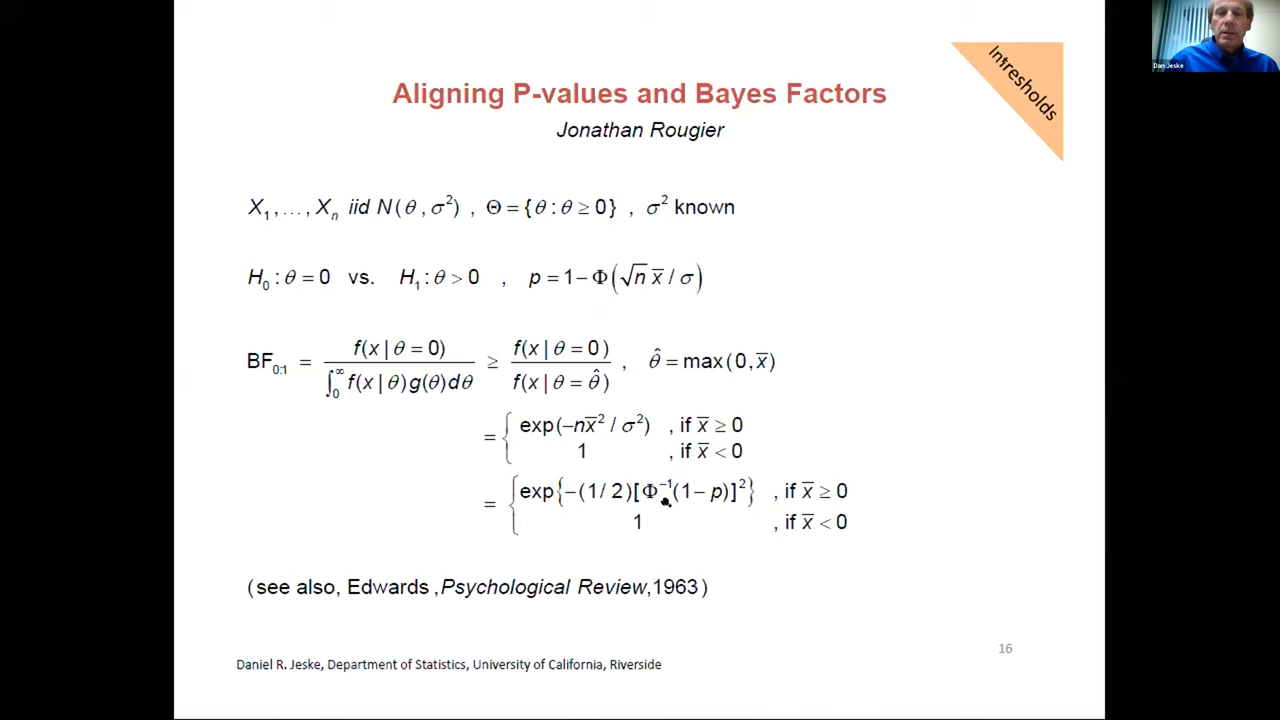 Dan Jeske
Intresholds
Aligning P-values and Bayes Factors
Jonathan Rougier
X₁,…, Xₙ iid N(θ, σ²) , Θ = {θ : θ ≥ 0} , σ² known
H₀ : θ = 0 vs. H₁ : θ > 0 , p = 1 − Φ(√n x̄ / σ)
BF₀:₁ = f(x | θ = 0) / ∫₀^∞ f(x | θ)g(θ)dθ ≥ f(x | θ = 0) / f(x | θ = θ̂) , θ̂ = max(0, x̄)
= { exp(−nx̄² / σ²) , if x̄ ≥ 0
1 , if x̄ < 0
= { exp{−(1/ 2)[Φ⁻¹(1 − p)]²} , if x̄ ≥ 0
1 , if x̄ < 0
(see also, Edwards ,Psychological Review,1963)
16
Daniel R. Jeske, Department of Statistics, University of California, Riverside